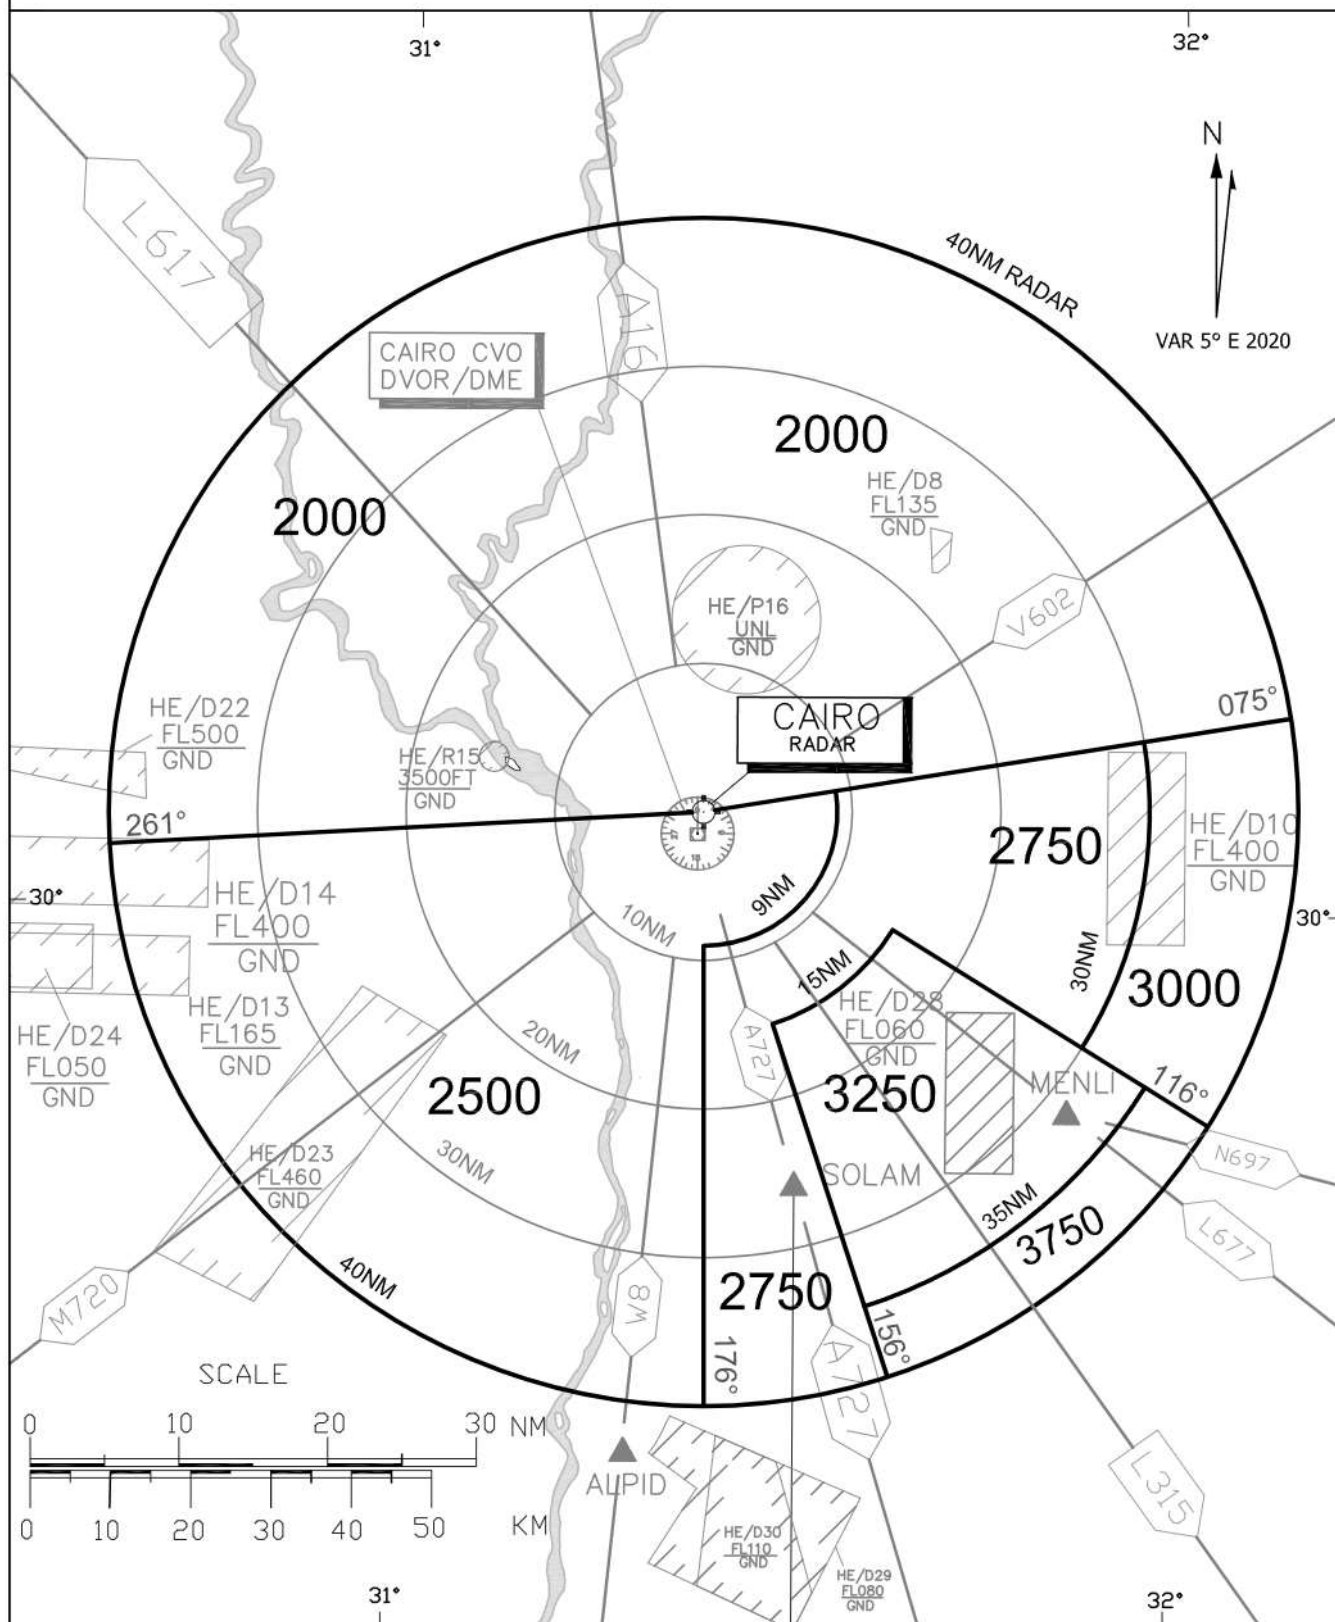 31°
32°
N
VAR 5° E 2020
L617
A16
40NM RADAR
CAIRO CVO
DVOR/DME
2000
2000
HE/D8
FL135
GND
HE/P16
UNL
GND
V602
HE/D22
FL500
GND
HE/R15
3500FT
GND
CAIRO
RADAR
075°
261°
2750
HE/D10
FL400
GND
30°
HE/D14
FL400
GND
9NM
10NM
30°
HE/D24
FL050
GND
HE/D13
FL165
GND
15NM
HE/D28
FL060
GND
30NM
3000
20NM
A727
2500
3250
MENLI
116°
30NM
HE/D23
FL460
GND
SOLAM
N697
35NM
3750
L677
40NM
M720
W8
2750
176°
156°
A727
SCALE
0 10 20 30 NM
0 10 20 30 40 50 KM
ALPID
L315
HE/D30
FL110
GND
HE/D29
FL080
GND
31°
32°